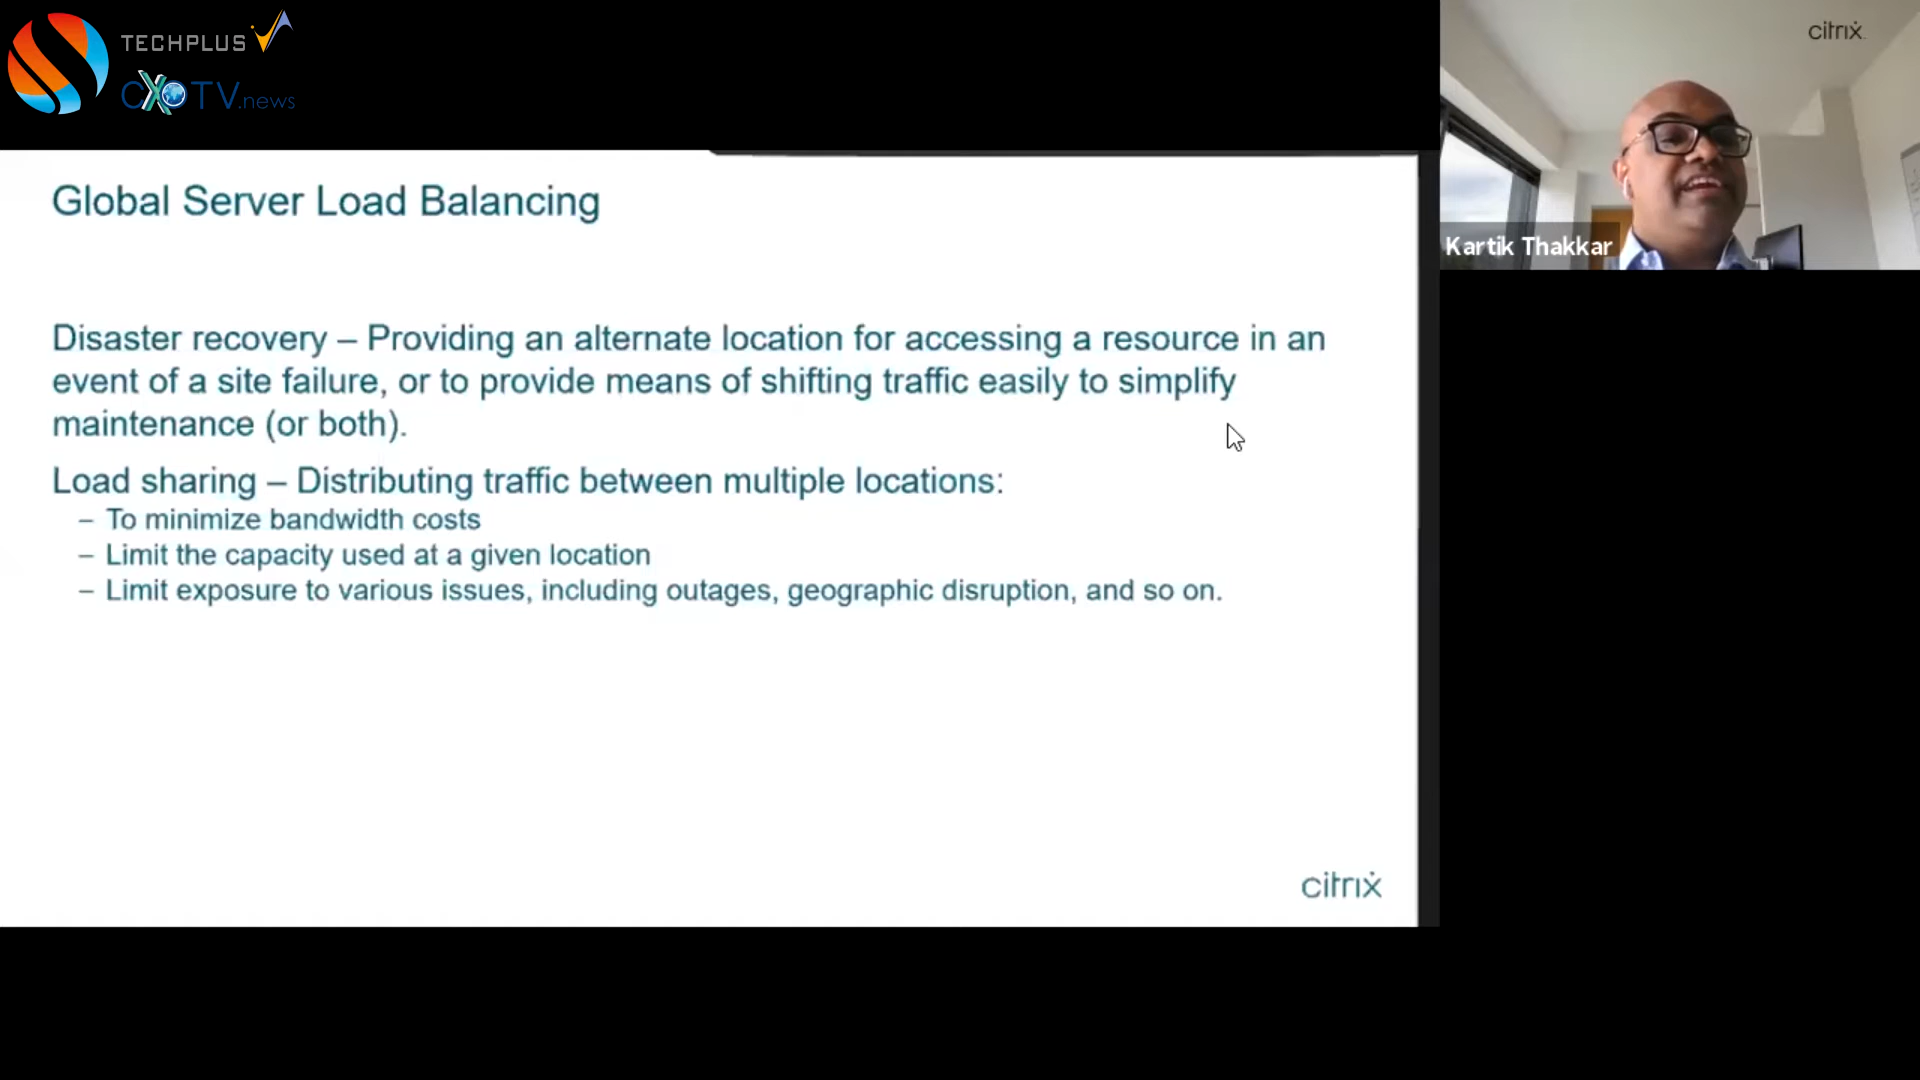 TECHPLUS
CXOTV.news
citrix
Kartik Thakkar
Global Server Load Balancing
Disaster recovery – Providing an alternate location for accessing a resource in an
event of a site failure, or to provide means of shifting traffic easily to simplify
maintenance (or both).
Load sharing – Distributing traffic between multiple locations:
– To minimize bandwidth costs
– Limit the capacity used at a given location
– Limit exposure to various issues, including outages, geographic disruption, and so on.
citrix